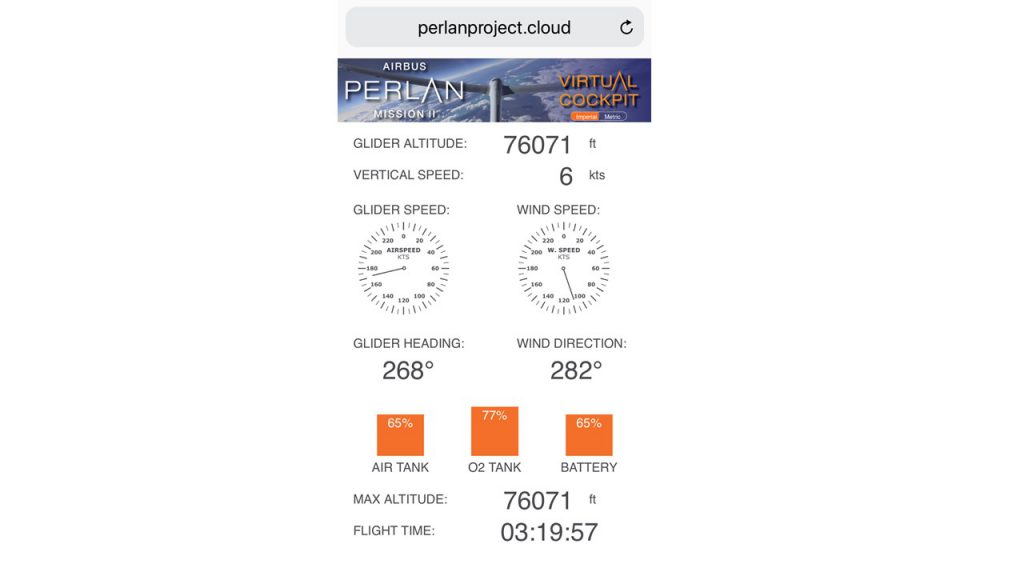 perlanproject.cloud
AIRBUS
PERLAN
MISSION II
VIRTUAL
COCKPIT
Imperial Metric
GLIDER ALTITUDE: 76071 ft
VERTICAL SPEED: 6 kts
GLIDER SPEED: WIND SPEED:
0 20 40 60 80 100 120 140 160 180 200 220
AIRSPEED
KTS
0 20 40 60 80 100 120 140 160 180 200 220
W. SPEED
KTS
GLIDER HEADING: WIND DIRECTION:
268° 282°
65% 77% 65%
AIR TANK O2 TANK BATTERY
MAX ALTITUDE: 76071 ft
FLIGHT TIME: 03:19:57